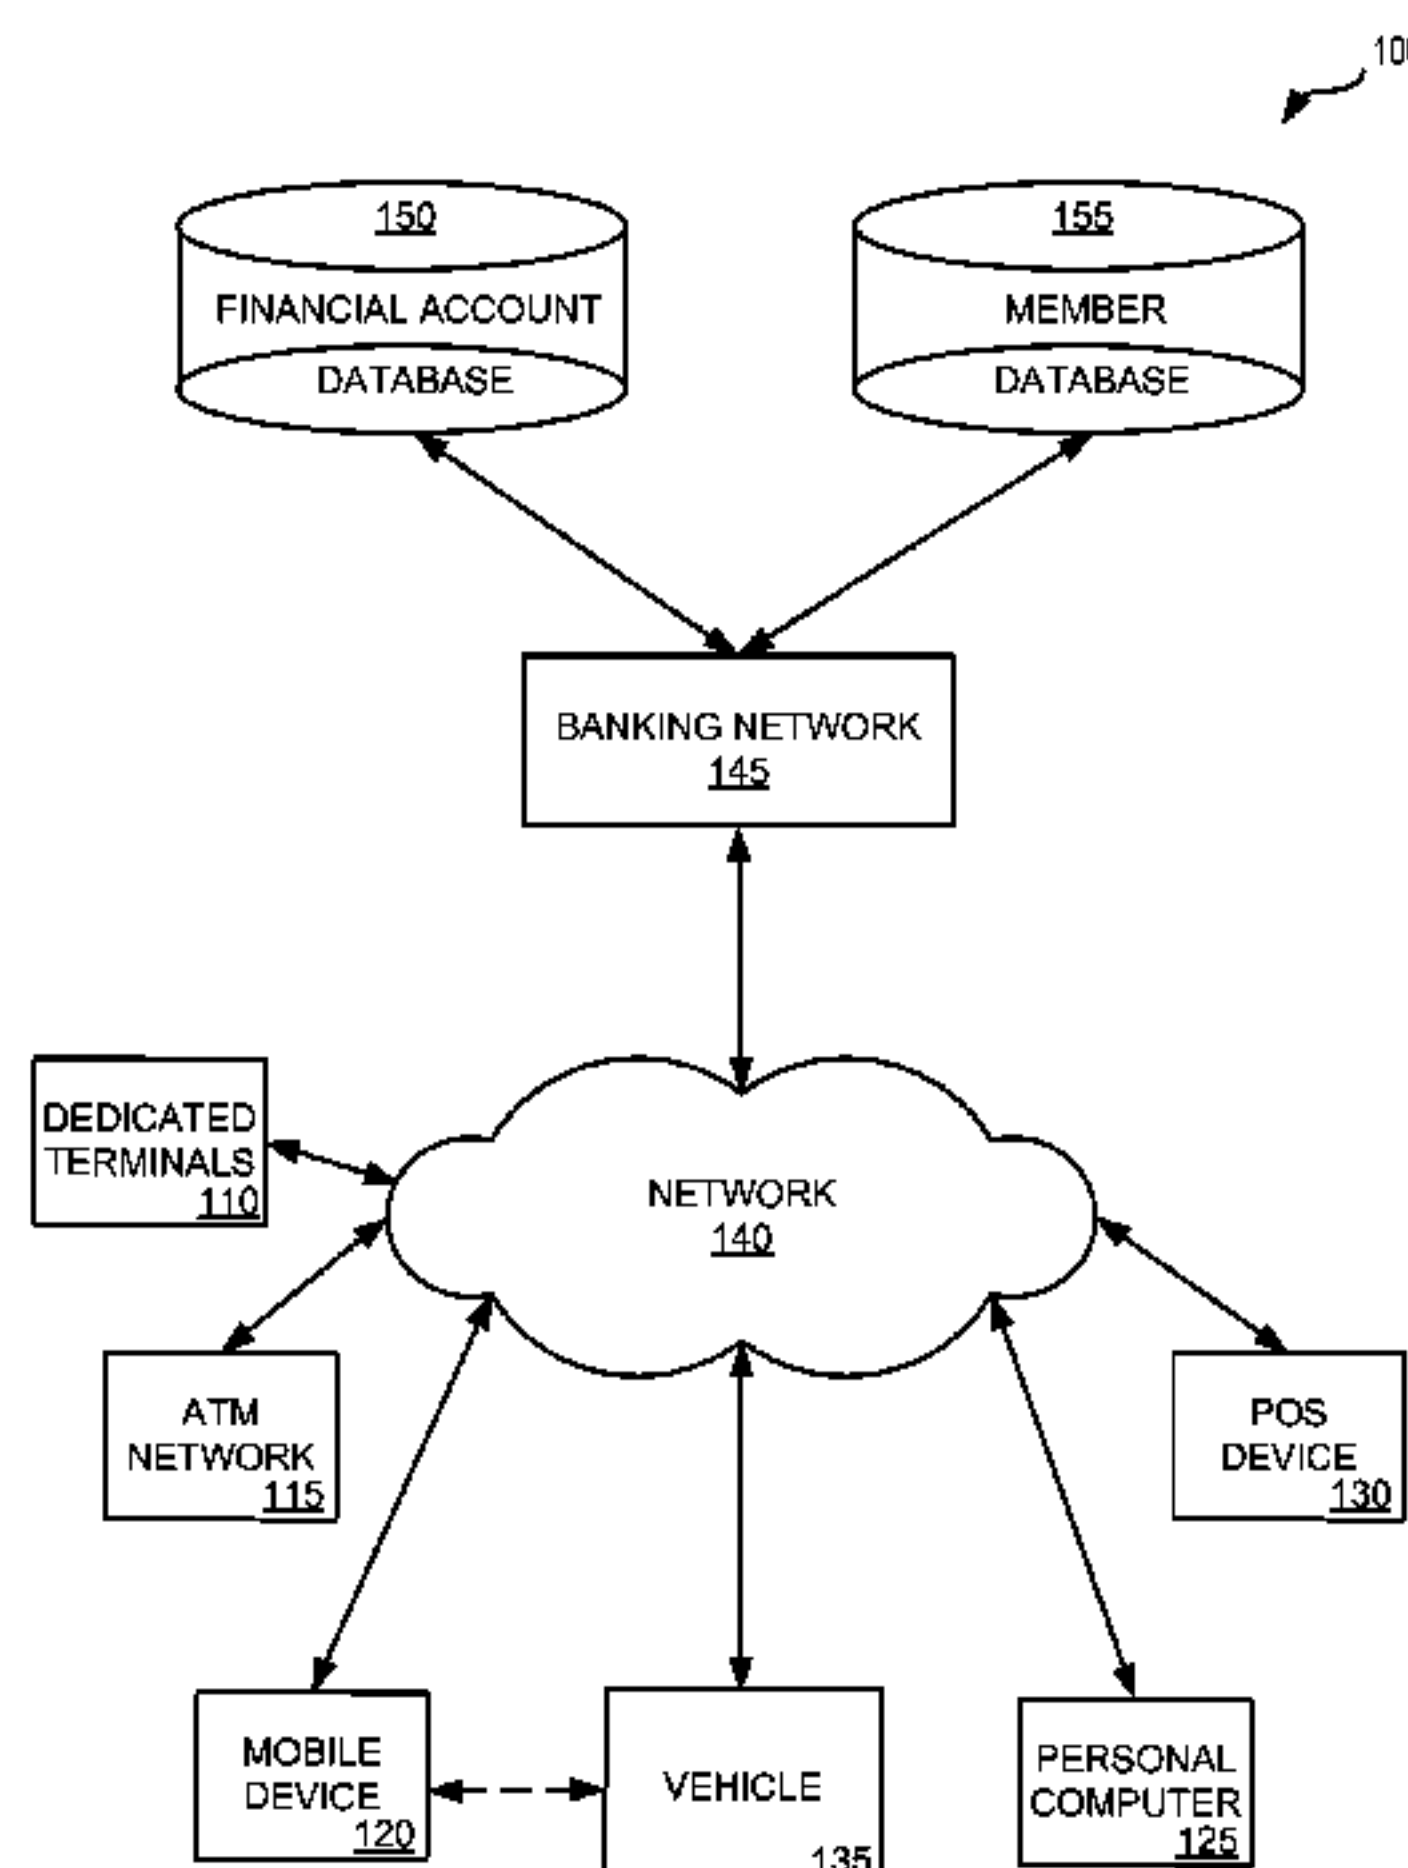 150
FINANCIAL ACCOUNT
DATABASE
155
MEMBER
DATABASE
BANKING NETWORK
145
DEDICATED
TERMINALS
110
NETWORK
140
ATM
NETWORK
115
POS
DEVICE
130
MOBILE
DEVICE
120
VEHICLE
135
PERSONAL
COMPUTER
125